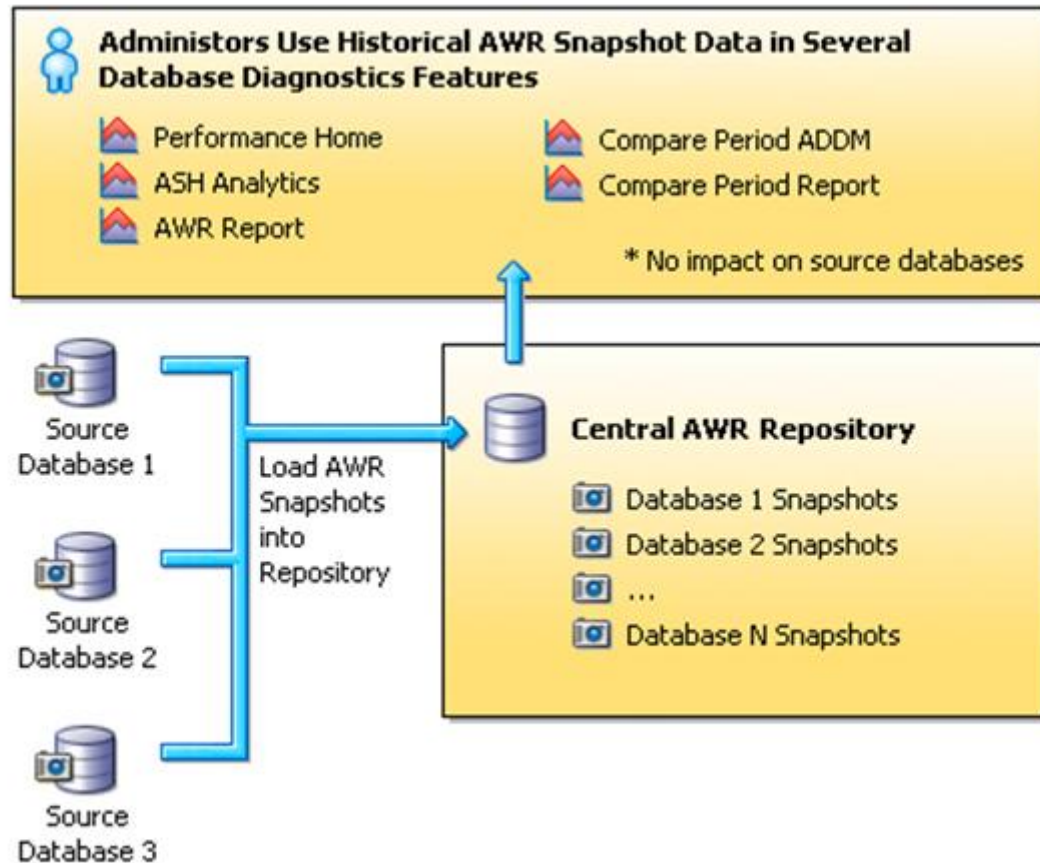 Administors Use Historical AWR Snapshot Data in Several
Database Diagnostics Features
Performance Home
ASH Analytics
AWR Report
Compare Period ADDM
Compare Period Report
* No impact on source databases
Source
Database 1
Source
Database 2
Source
Database 3
Load AWR
Snapshots
into
Repository
Central AWR Repository
Database 1 Snapshots
Database 2 Snapshots
...
Database N Snapshots